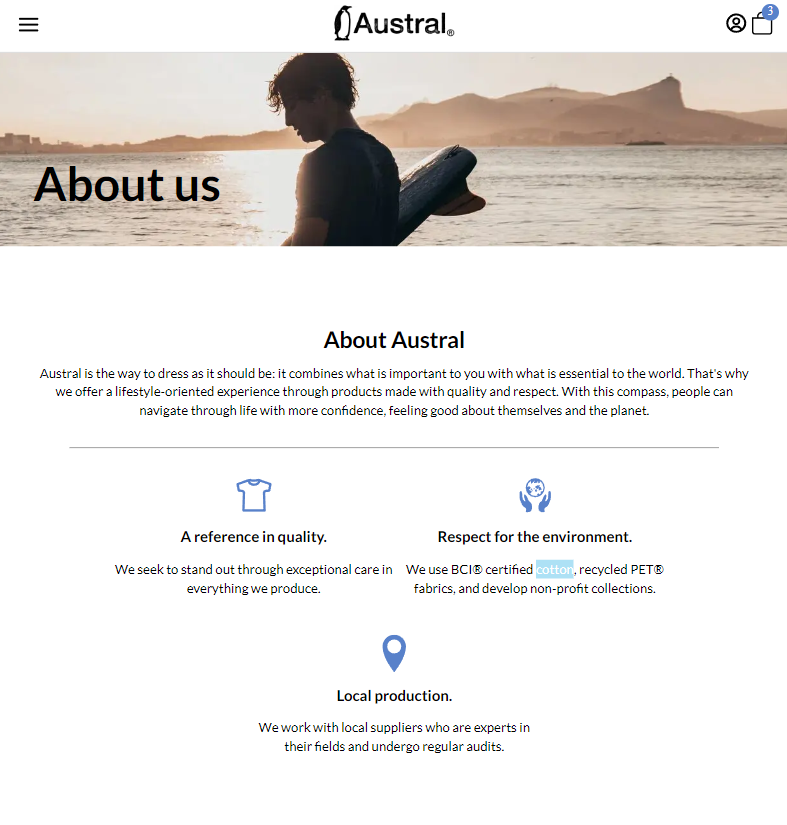 Austral®
3
About us
About Austral
Austral is the way to dress as it should be: it combines what is important to you with what is essential to the world. That's why
we offer a lifestyle-oriented experience through products made with quality and respect. With this compass, people can
navigate through life with more confidence, feeling good about themselves and the planet.
A reference in quality.
We seek to stand out through exceptional care in
everything we produce.
Respect for the environment.
We use BCI® certified cotton, recycled PET®
fabrics, and develop non-profit collections.
Local production.
We work with local suppliers who are experts in
their fields and undergo regular audits.